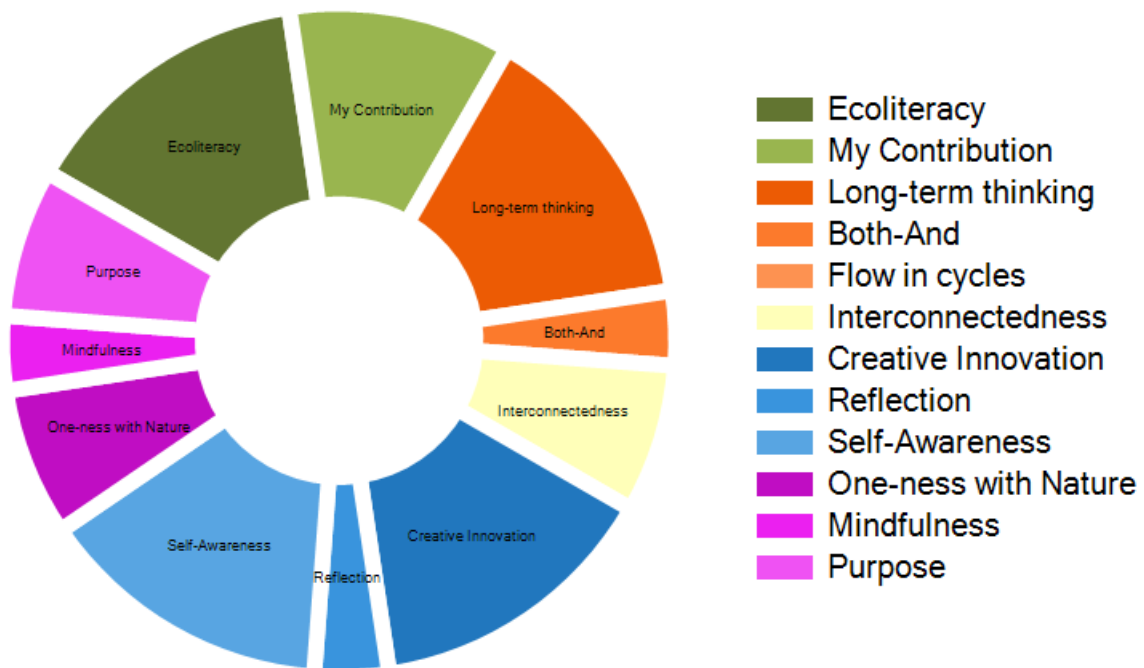 My Contribution
Ecoliteracy
Long-term thinking
Purpose
Both-And
Mindfulness
Interconnectedness
One-ness with Nature
Creative Innovation
Self-Awareness
Reflection
Ecoliteracy
My Contribution
Long-term thinking
Both-And
Flow in cycles
Interconnectedness
Creative Innovation
Reflection
Self-Awareness
One-ness with Nature
Mindfulness
Purpose